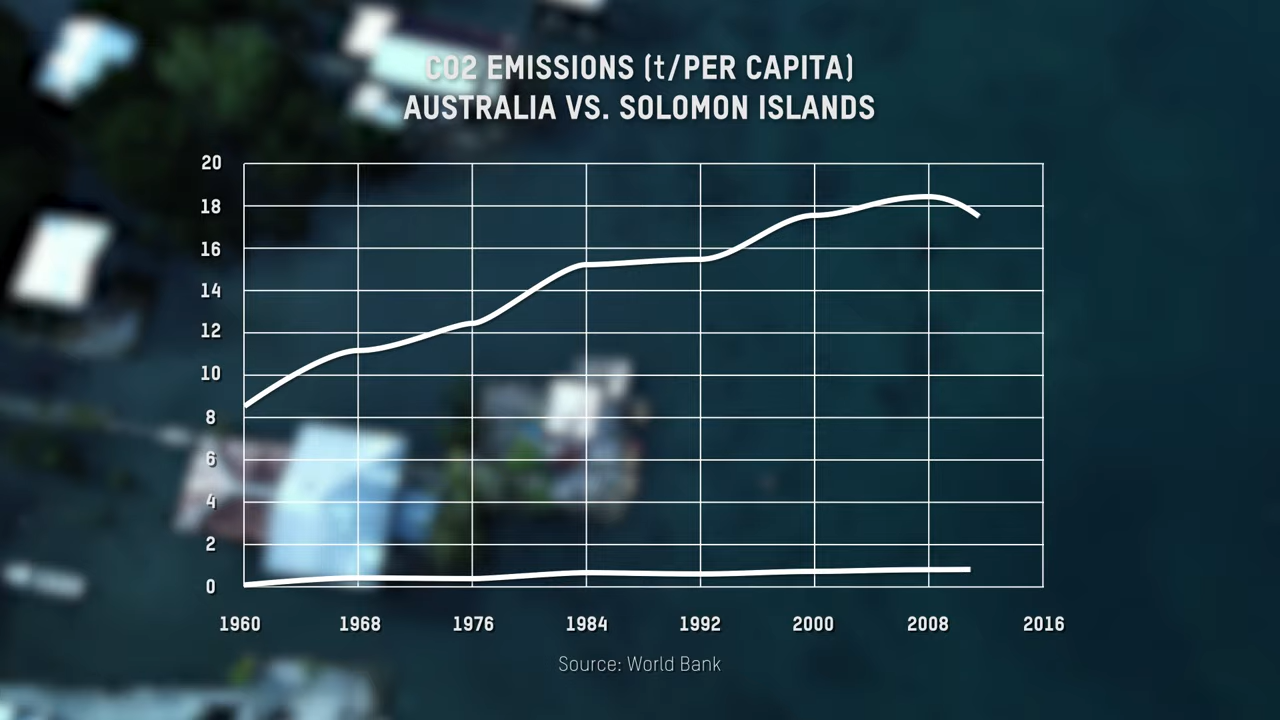 CO2 EMISSIONS (t/PER CAPITA)
AUSTRALIA VS. SOLOMON ISLANDS
20
18
16
14
12
10
8
6
4
2
0
1960 1968 1976 1984 1992 2000 2008 2016
Source: World Bank